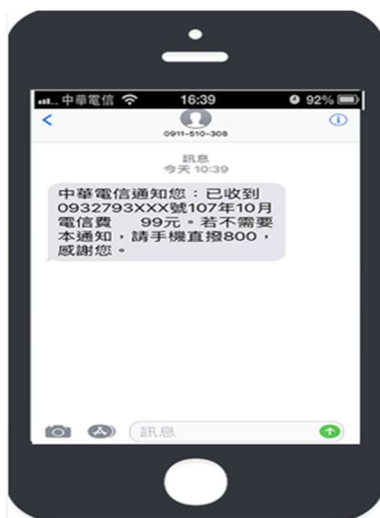 中華電信 16:39 92%
0911-510-308
訊息
今天 10:39
中華電信通知您：已收到
0932793XXX號107年10月
電信費 99元。若不需要
本通知，請手機直撥800，
感謝您。
訊息